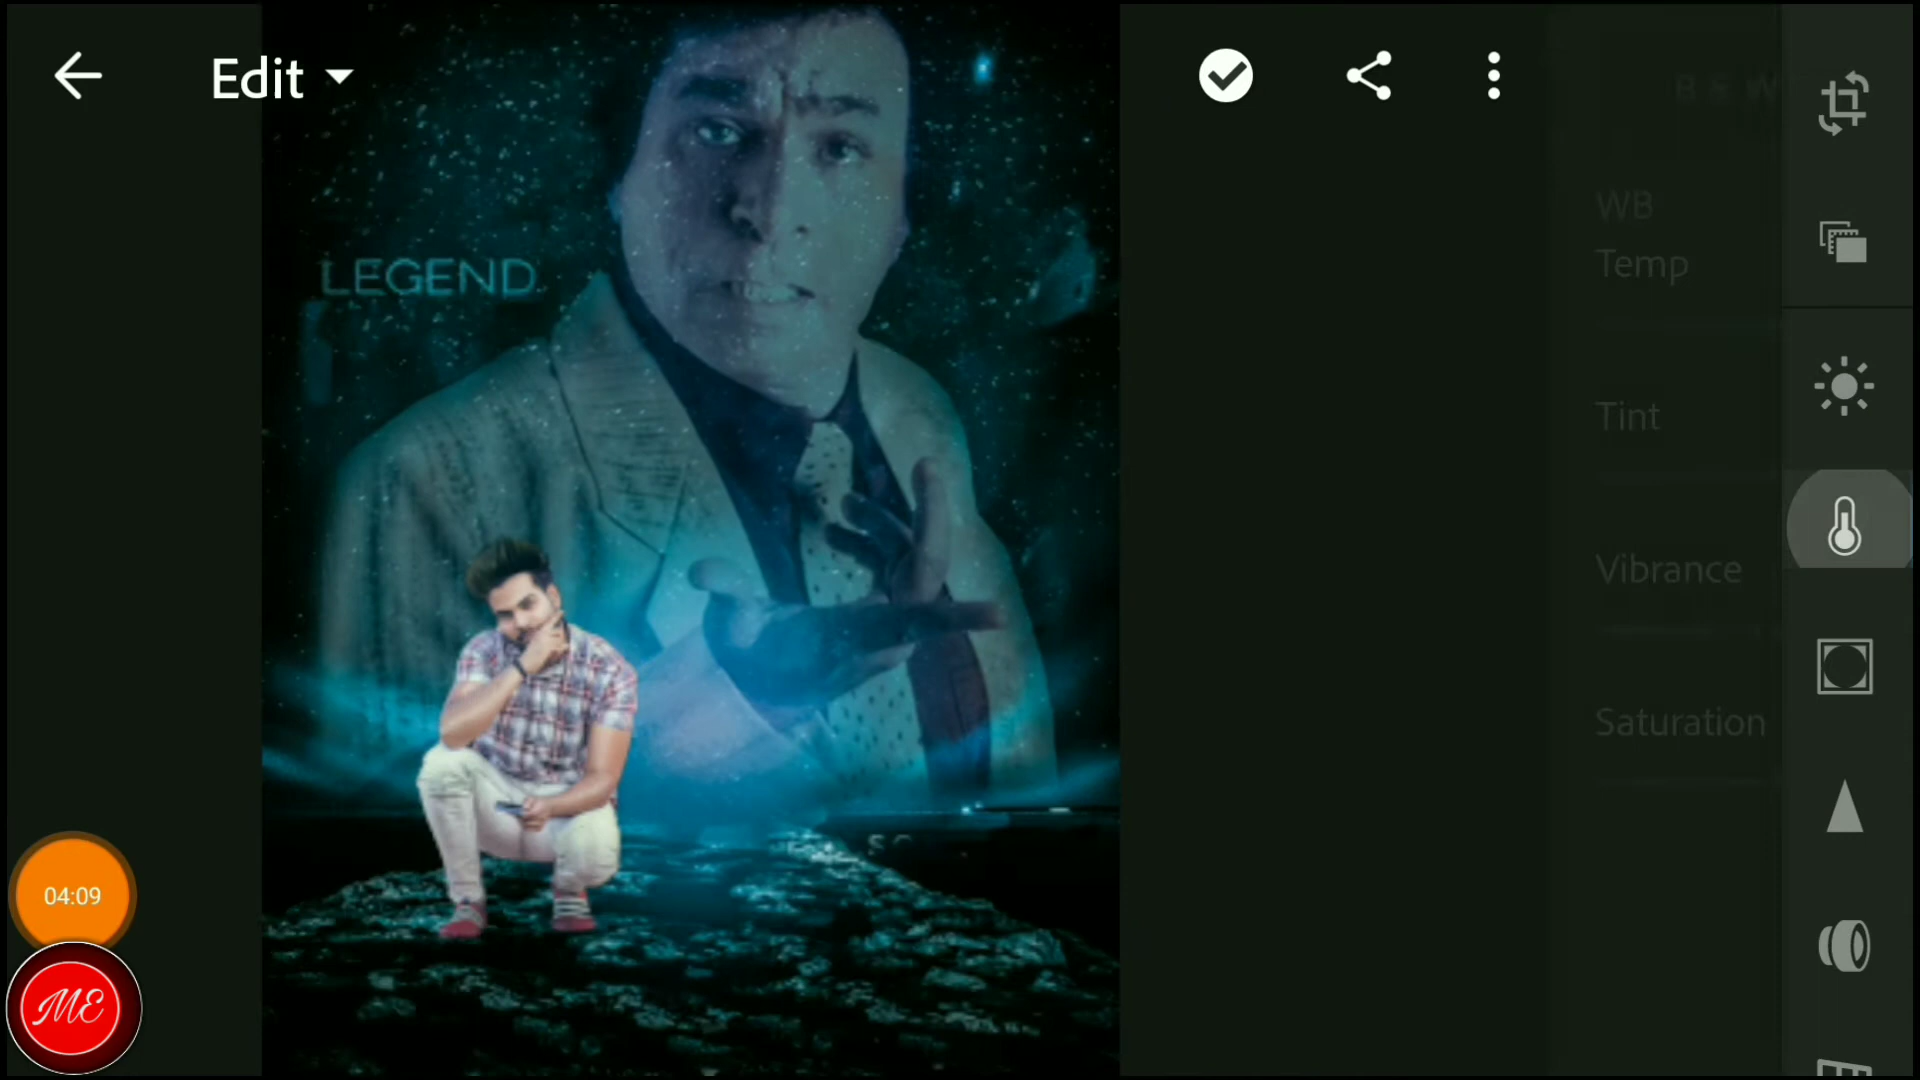 Edit
B & W
WB
Temp
LEGEND
Tint
Vibrance
Saturation
04:09
ME